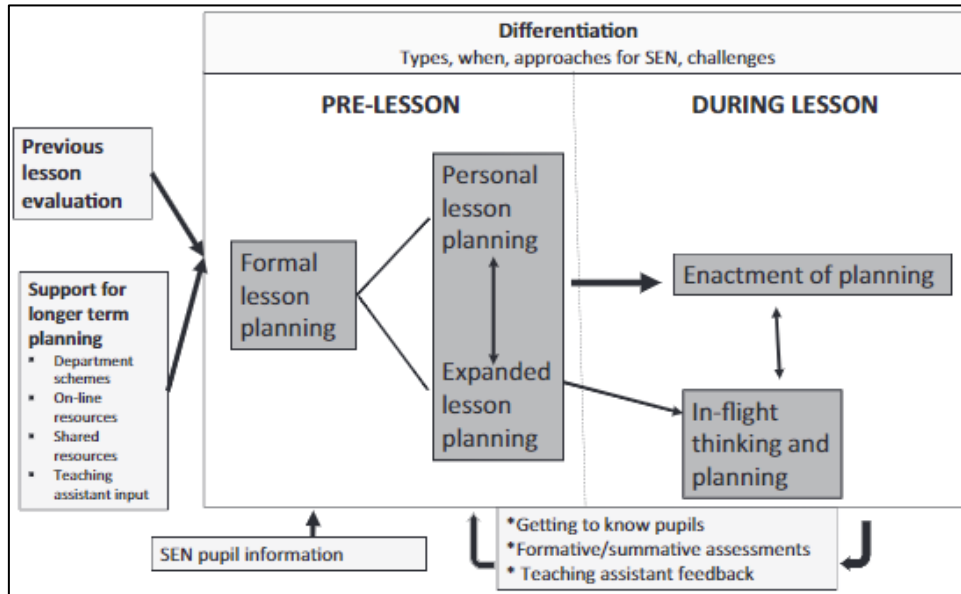 Differentiation
Types, when, approaches for SEN, challenges
PRE-LESSON
DURING LESSON
Previous
lesson
evaluation
Support for
longer term
planning
▪ Department
schemes
▪ On-line
resources
▪ Shared
resources
▪ Teaching
assistant input
Formal
lesson
planning
Personal
lesson
planning
Expanded
lesson
planning
Enactment of planning
In-flight
thinking and
planning
SEN pupil information
*Getting to know pupils
*Formative/summative assessments
* Teaching assistant feedback